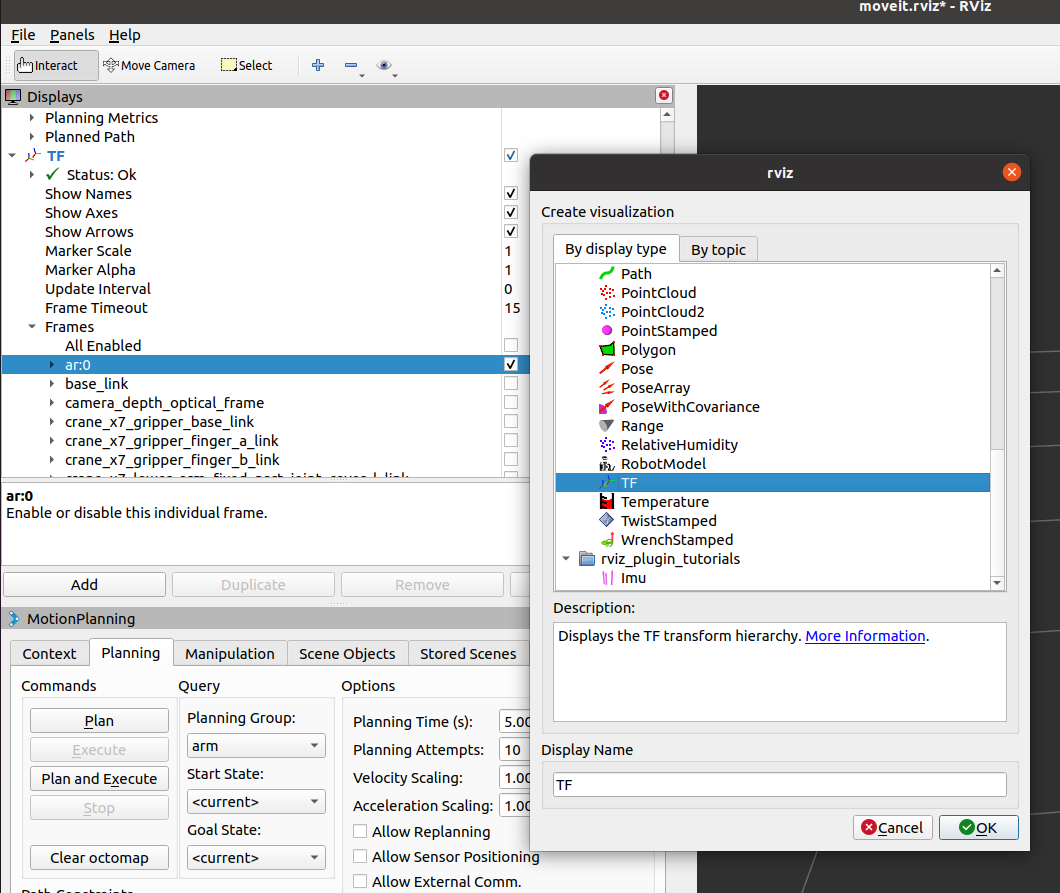 moveit.rviz* - RViz
File Panels Help
Interact Move Camera Select
Displays
Planning Metrics
Planned Path
TF
Status: Ok
Show Names
Show Axes
Show Arrows
Marker Scale 1
Marker Alpha 1
Update Interval 0
Frame Timeout 15
Frames
All Enabled
ar:0
base_link
camera_depth_optical_frame
crane_x7_gripper_base_link
crane_x7_gripper_finger_a_link
crane_x7_gripper_finger_b_link
ar:0
Enable or disable this individual frame.
Add Duplicate Remove
MotionPlanning
Context Planning Manipulation Scene Objects Stored Scenes
Commands Query Options
Plan
Execute
Plan and Execute
Stop
Clear octomap
Planning Group:
arm
Start State:
<current>
Goal State:
<current>
Planning Time (s): 5.00
Planning Attempts: 10
Velocity Scaling: 1.00
Acceleration Scaling: 1.00
Allow Replanning
Allow Sensor Positioning
Allow External Comm.
rviz
Create visualization
By display type By topic
Path
PointCloud
PointCloud2
PointStamped
Polygon
Pose
PoseArray
PoseWithCovariance
Range
RelativeHumidity
RobotModel
TF
Temperature
TwistStamped
WrenchStamped
rviz_plugin_tutorials
Imu
Description:
Displays the TF transform hierarchy. More Information.
Display Name
TF
Cancel OK